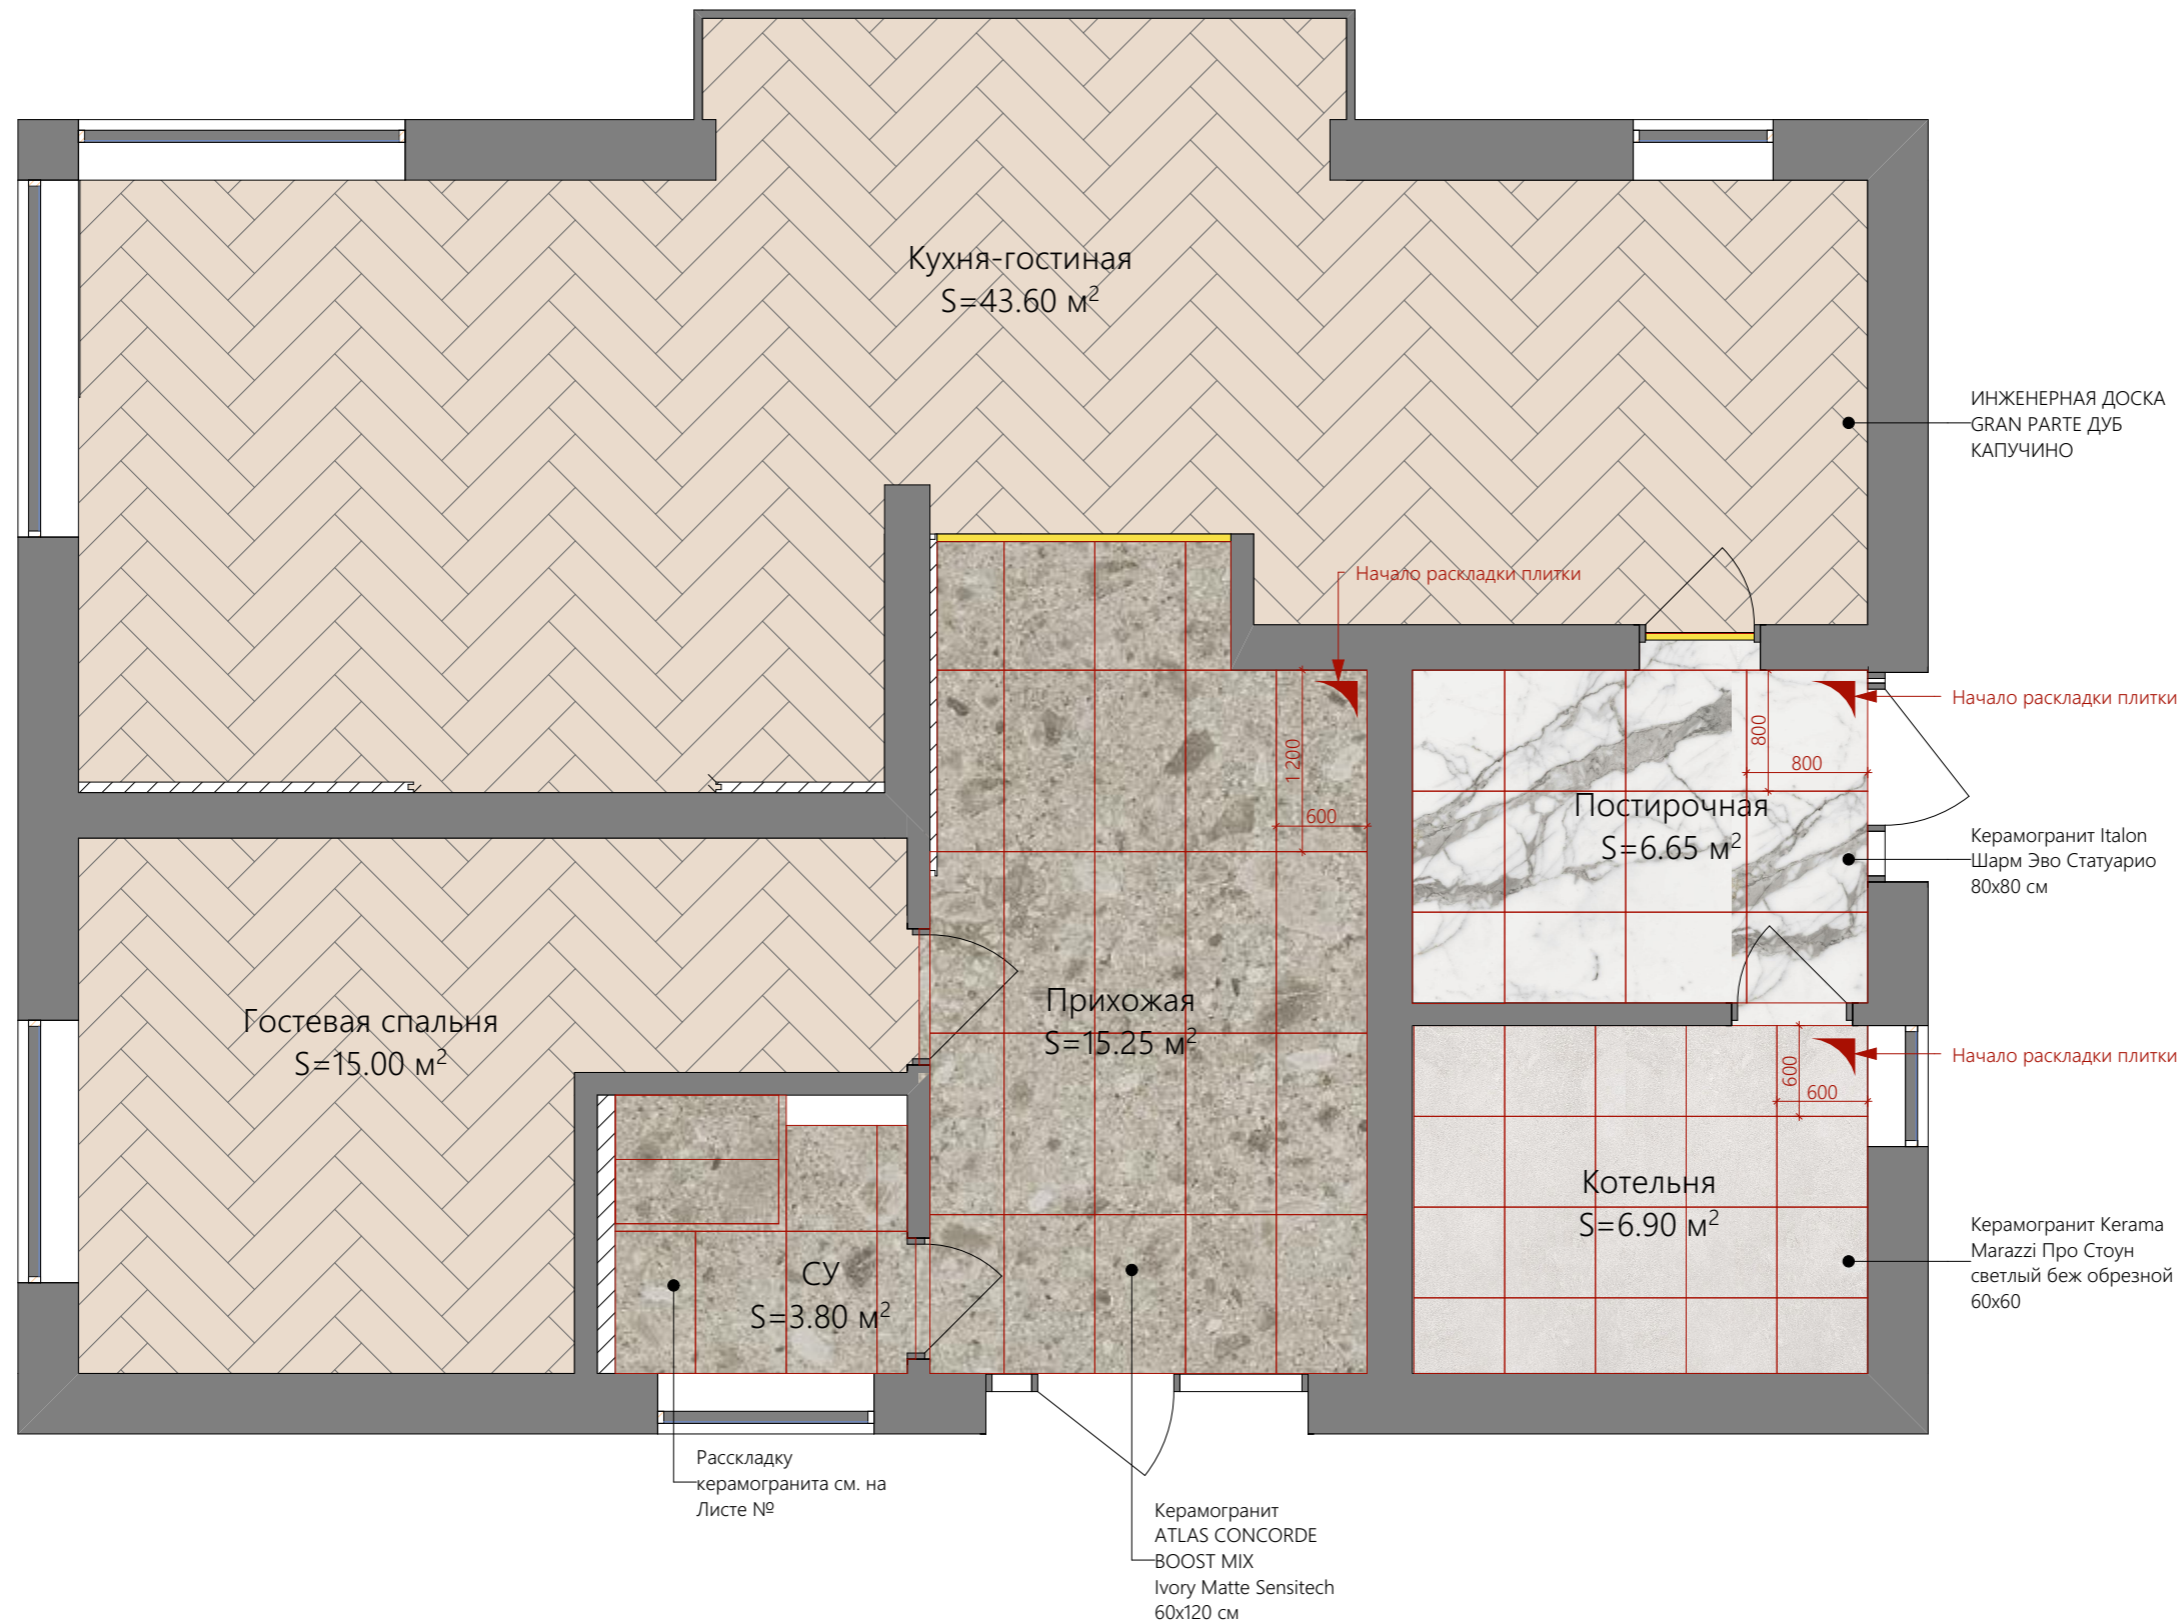 Кухня-гостиная
S=43.60 м²
ИНЖЕНЕРНАЯ ДОСКА
GRAN PARTE ДУБ
КАПУЧИНО
Начало раскладки плитки
Начало раскладки плитки
1 200
600
800
800
Постирочная
S=6.65 м²
Керамогранит Italon
Шарм Эво Статуарио
80x80 см
Гостевая спальня
S=15.00 м²
Прихожая
S=15.25 м²
Начало раскладки плитки
600
600
Котельня
S=6.90 м²
Керамогранит Kerama
Marazzi Про Стоун
светлый беж обрезной
60x60
СУ
S=3.80 м²
Расскладку
керамогранита см. на
Листе №
Керамогранит
ATLAS CONCORDE
BOOST MIX
Ivory Matte Sensitech
60x120 см